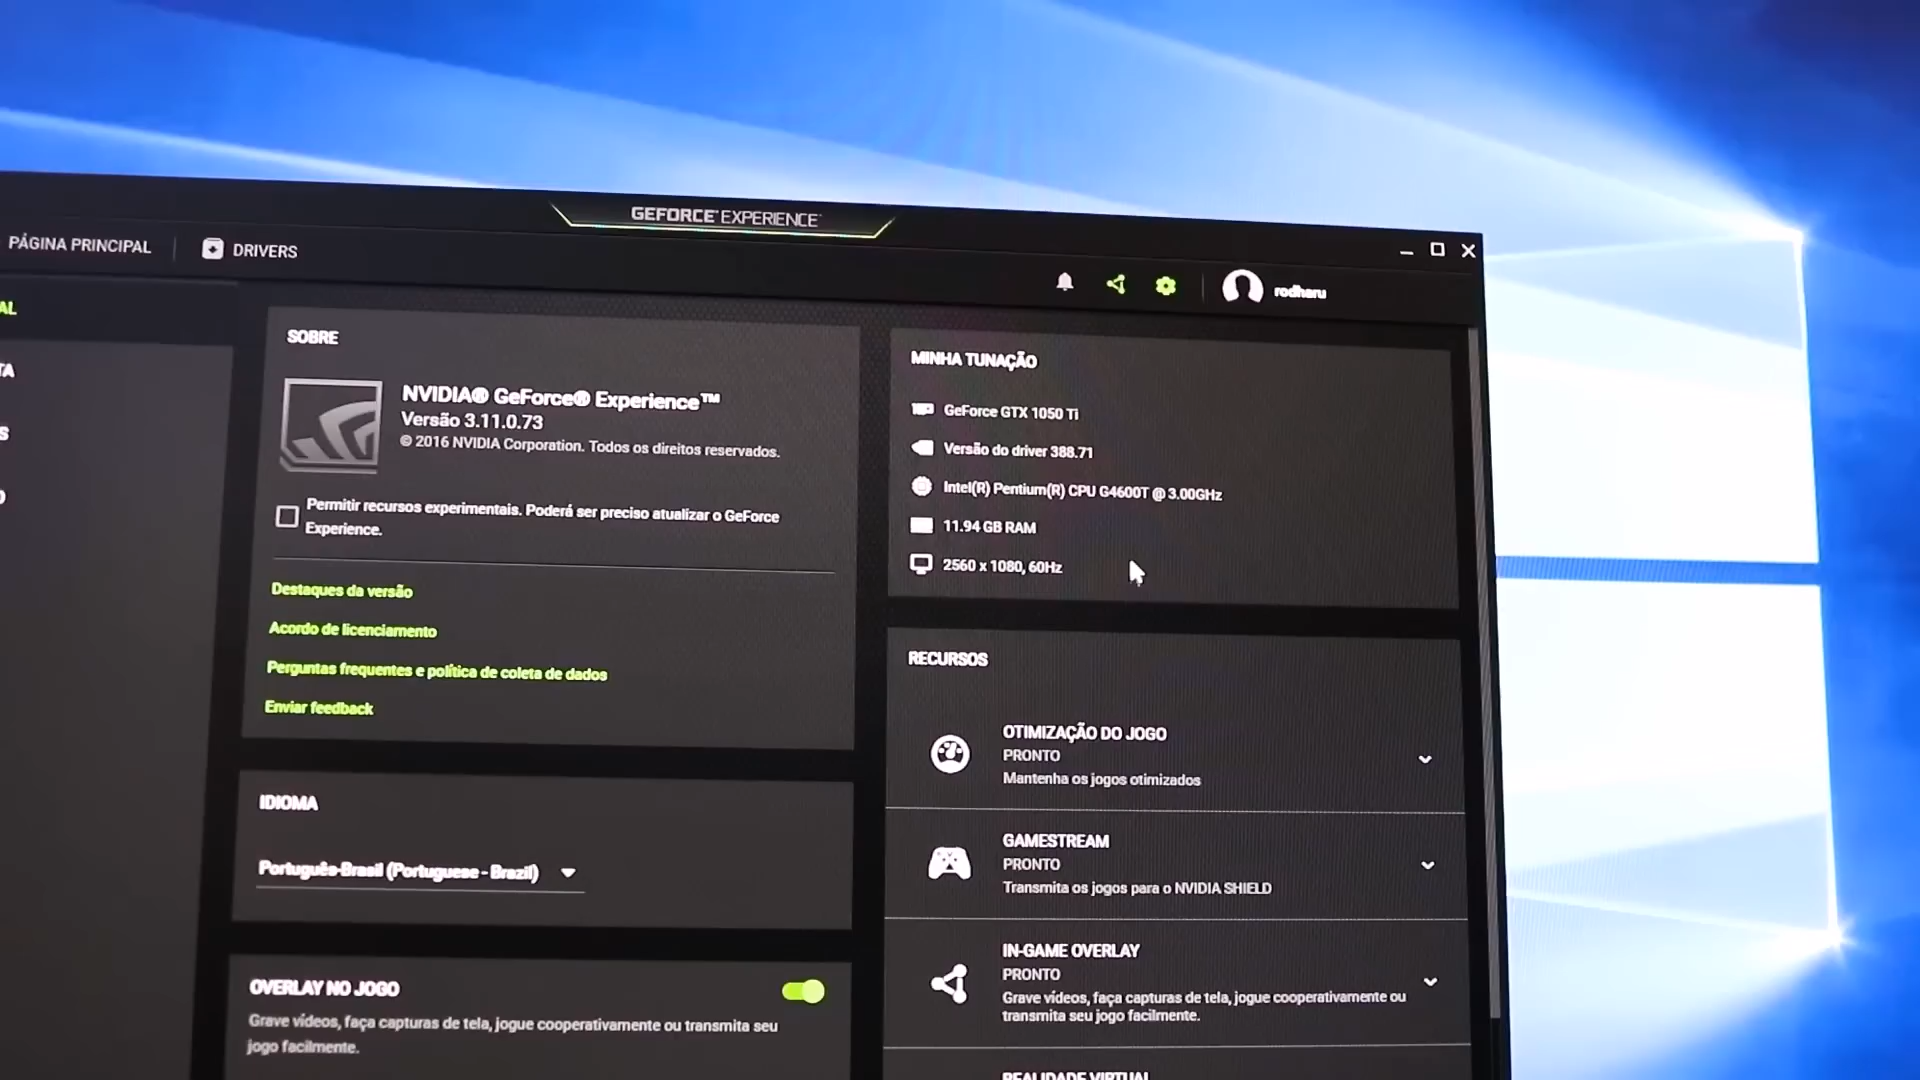 GEFORCE EXPERIENCE
PÁGINA PRINCIPAL
DRIVERS
rodharu
AL
TA
S
O
SOBRE
NVIDIA® GeForce® Experience™
Versão 3.11.0.73
© 2016 NVIDIA Corporation. Todos os direitos reservados.
Permitir recursos experimentais. Poderá ser preciso atualizar o GeForce
Experience.
Destaques da versão
Acordo de licenciamento
Perguntas frequentes e política de coleta de dados
Enviar feedback
IDIOMA
Português-Brasil (Portuguese - Brazil)
OVERLAY NO JOGO
Grave vídeos, faça capturas de tela, jogue cooperativamente ou transmita seu
jogo facilmente.
MINHA TUNAÇÃO
GeForce GTX 1050 Ti
Versão do driver 388.71
Intel(R) Pentium(R) CPU G4600T @ 3.00GHz
11.94 GB RAM
2560 x 1080, 60Hz
RECURSOS
OTIMIZAÇÃO DO JOGO
PRONTO
Mantenha os jogos otimizados
GAMESTREAM
PRONTO
Transmita os jogos para o NVIDIA SHIELD
IN-GAME OVERLAY
PRONTO
Grave vídeos, faça capturas de tela, jogue cooperativamente ou
transmita seu jogo facilmente.
REALIDADE VIRTUAL